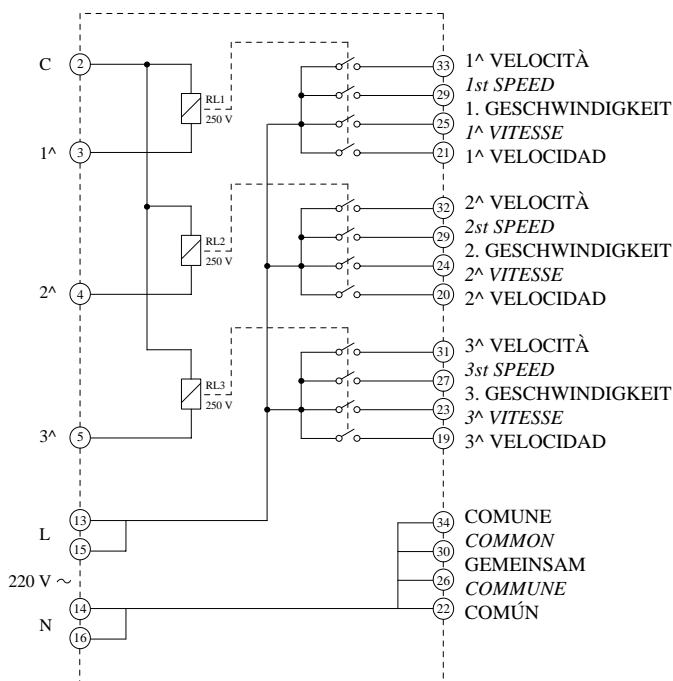 C
2
RL1
250 V
1^
3
33
29
25
21
1^ VELOCITÀ
1st SPEED
1. GESCHWINDIGKEIT
1^ VITESSE
1^ VELOCIDAD
RL2
250 V
2^
4
32
29
24
20
2^ VELOCITÀ
2st SPEED
2. GESCHWINDIGKEIT
2^ VITESSE
2^ VELOCIDAD
RL3
250 V
3^
5
31
27
23
19
3^ VELOCITÀ
3st SPEED
3. GESCHWINDIGKEIT
3^ VITESSE
3^ VELOCIDAD
13
L
15
220 V ~
14
N
16
34
30
26
22
COMUNE
COMMON
GEMEINSAM
COMMUNE
COMÚN